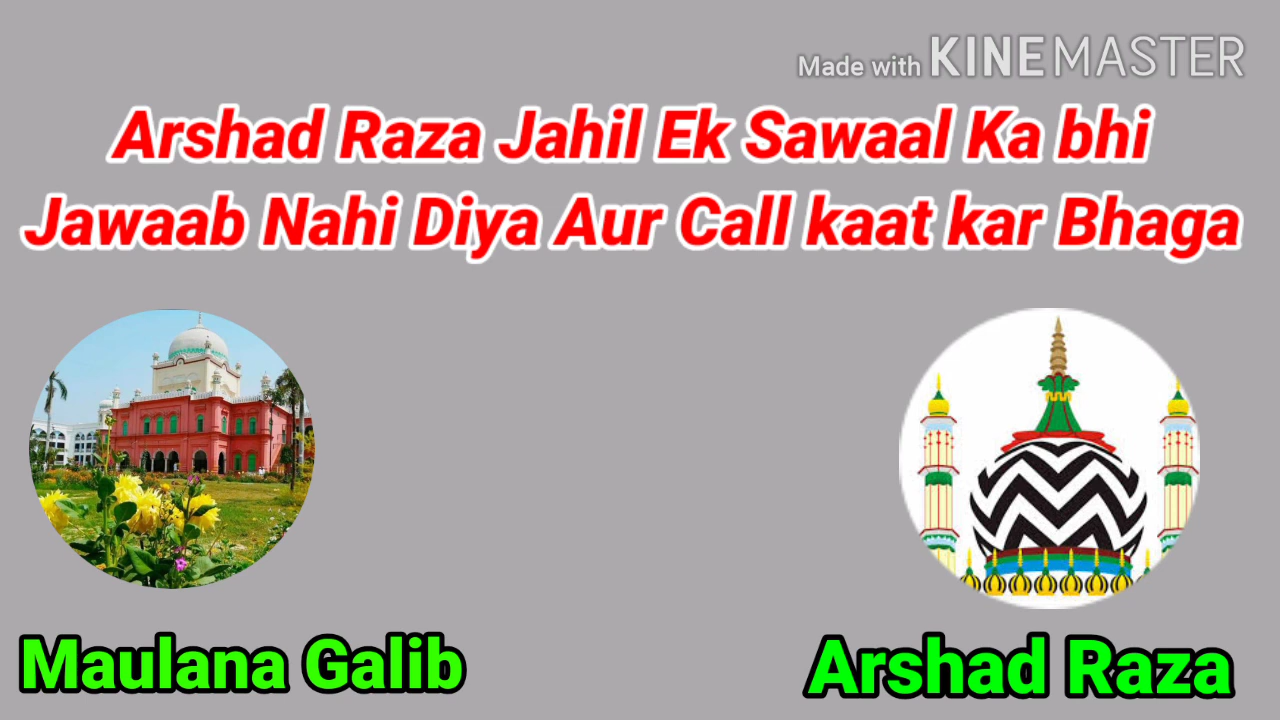 Made with KINEMASTER
Arshad Raza Jahil Ek Sawaal Ka bhi
Jawaab Nahi Diya Aur Call kaat kar Bhaga
Maulana Galib
Arshad Raza